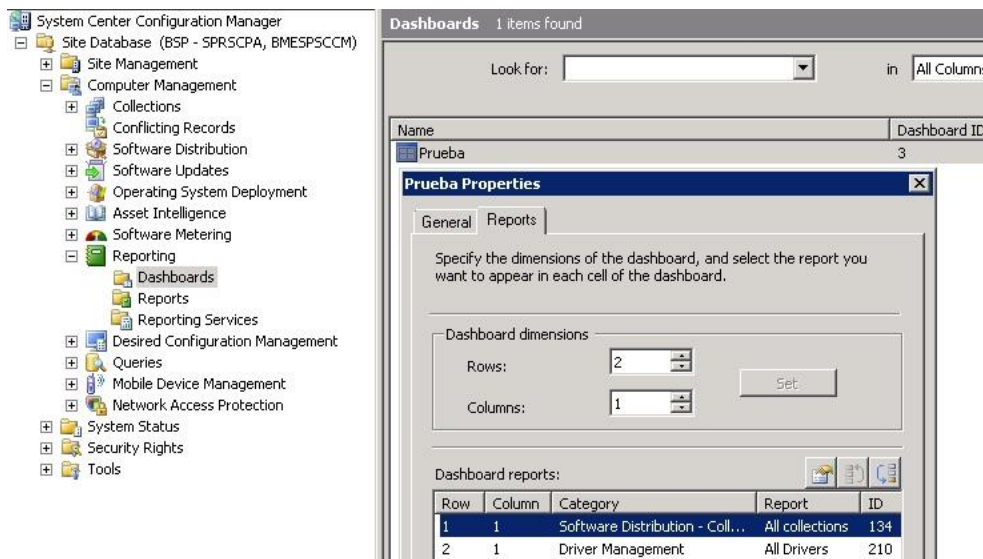 System Center Configuration Manager
Site Database (BSP - SPRSCPA, BMESPSCCM)
Site Management
Computer Management
Collections
Conflicting Records
Software Distribution
Software Updates
Operating System Deployment
Asset Intelligence
Software Metering
Reporting
Dashboards
Reports
Reporting Services
Desired Configuration Management
Queries
Mobile Device Management
Network Access Protection
System Status
Security Rights
Tools
Dashboards 1 items found
Look for: in All Columns
Name Dashboard ID
Prueba 3
Prueba Properties
General Reports
Specify the dimensions of the dashboard, and select the report you
want to appear in each cell of the dashboard.
Dashboard dimensions
Rows: 2
Set
Columns: 1
Dashboard reports:
Row Column Category Report ID
1 1 Software Distribution - Coll... All collections 134
2 1 Driver Management All Drivers 210